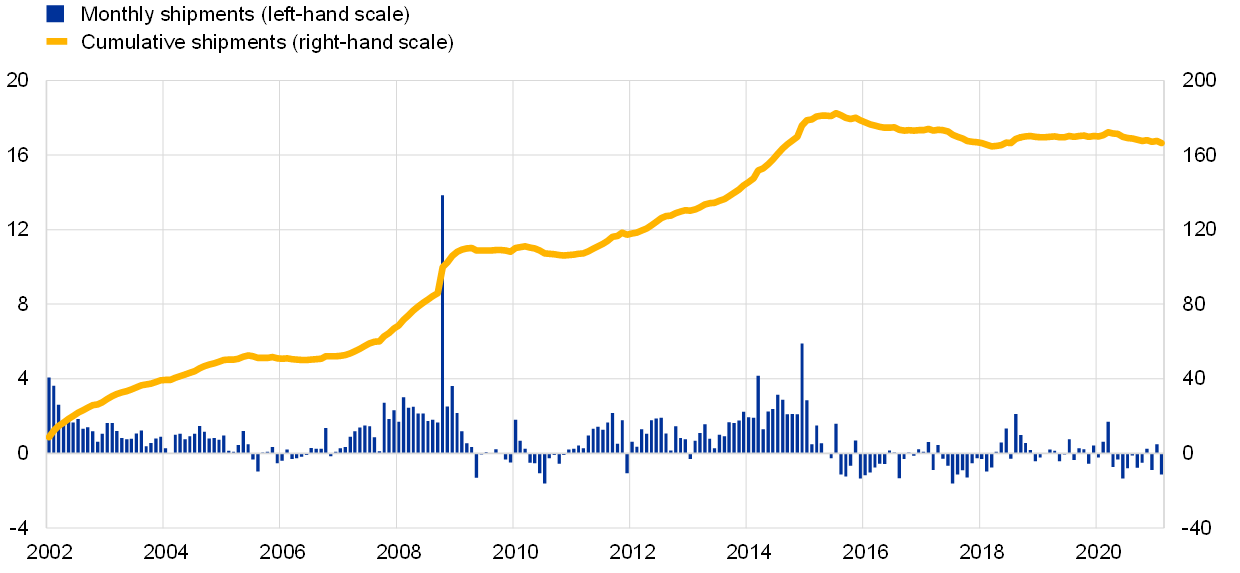 Monthly shipments (left-hand scale)
Cumulative shipments (right-hand scale)
20 200
16 160
12 120
8 80
4 40
0 0
-4 -40
2002 2004 2006 2008 2010 2012 2014 2016 2018 2020